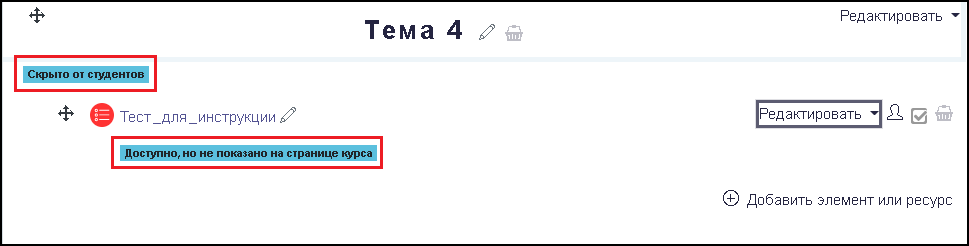 Редактировать
Тема 4
Скрыто от студентов
Тест_для_инструкции
Редактировать
Доступно, но не показано на странице курса
Добавить элемент или ресурс